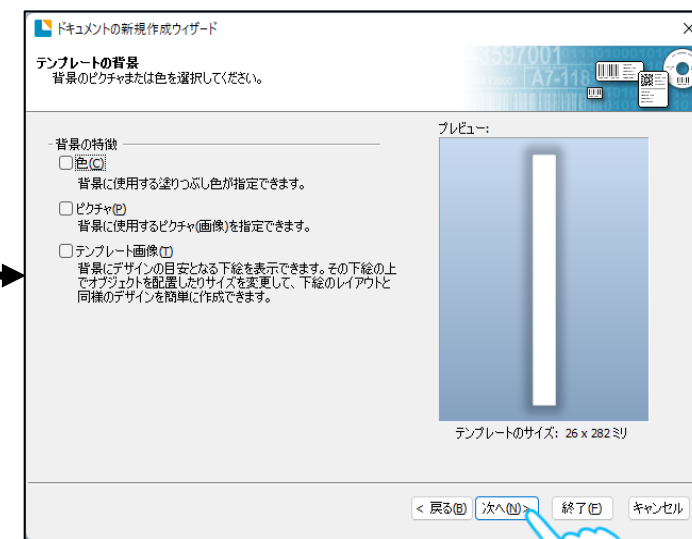 ドキュメントの新規作成ウィザード
テンプレートの背景
背景のピクチャまたは色を選択してください。
3597001
A7-118
プレビュー:
背景の特徴
色(C)
背景に使用する塗りつぶし色が指定できます。
ピクチャ(P)
背景に使用するピクチャ(画像)を指定できます。
テンプレート画像(T)
背景にデザインの目安となる下絵を表示できます。その下絵の上
でオブジェクトを配置したりサイズを変更して、下絵のレイアウトと
同様のデザインを簡単に作成できます。
テンプレートのサイズ: 26 x 282 ミリ
< 戻る(B)
次へ(N) >
終了(F)
キャンセル